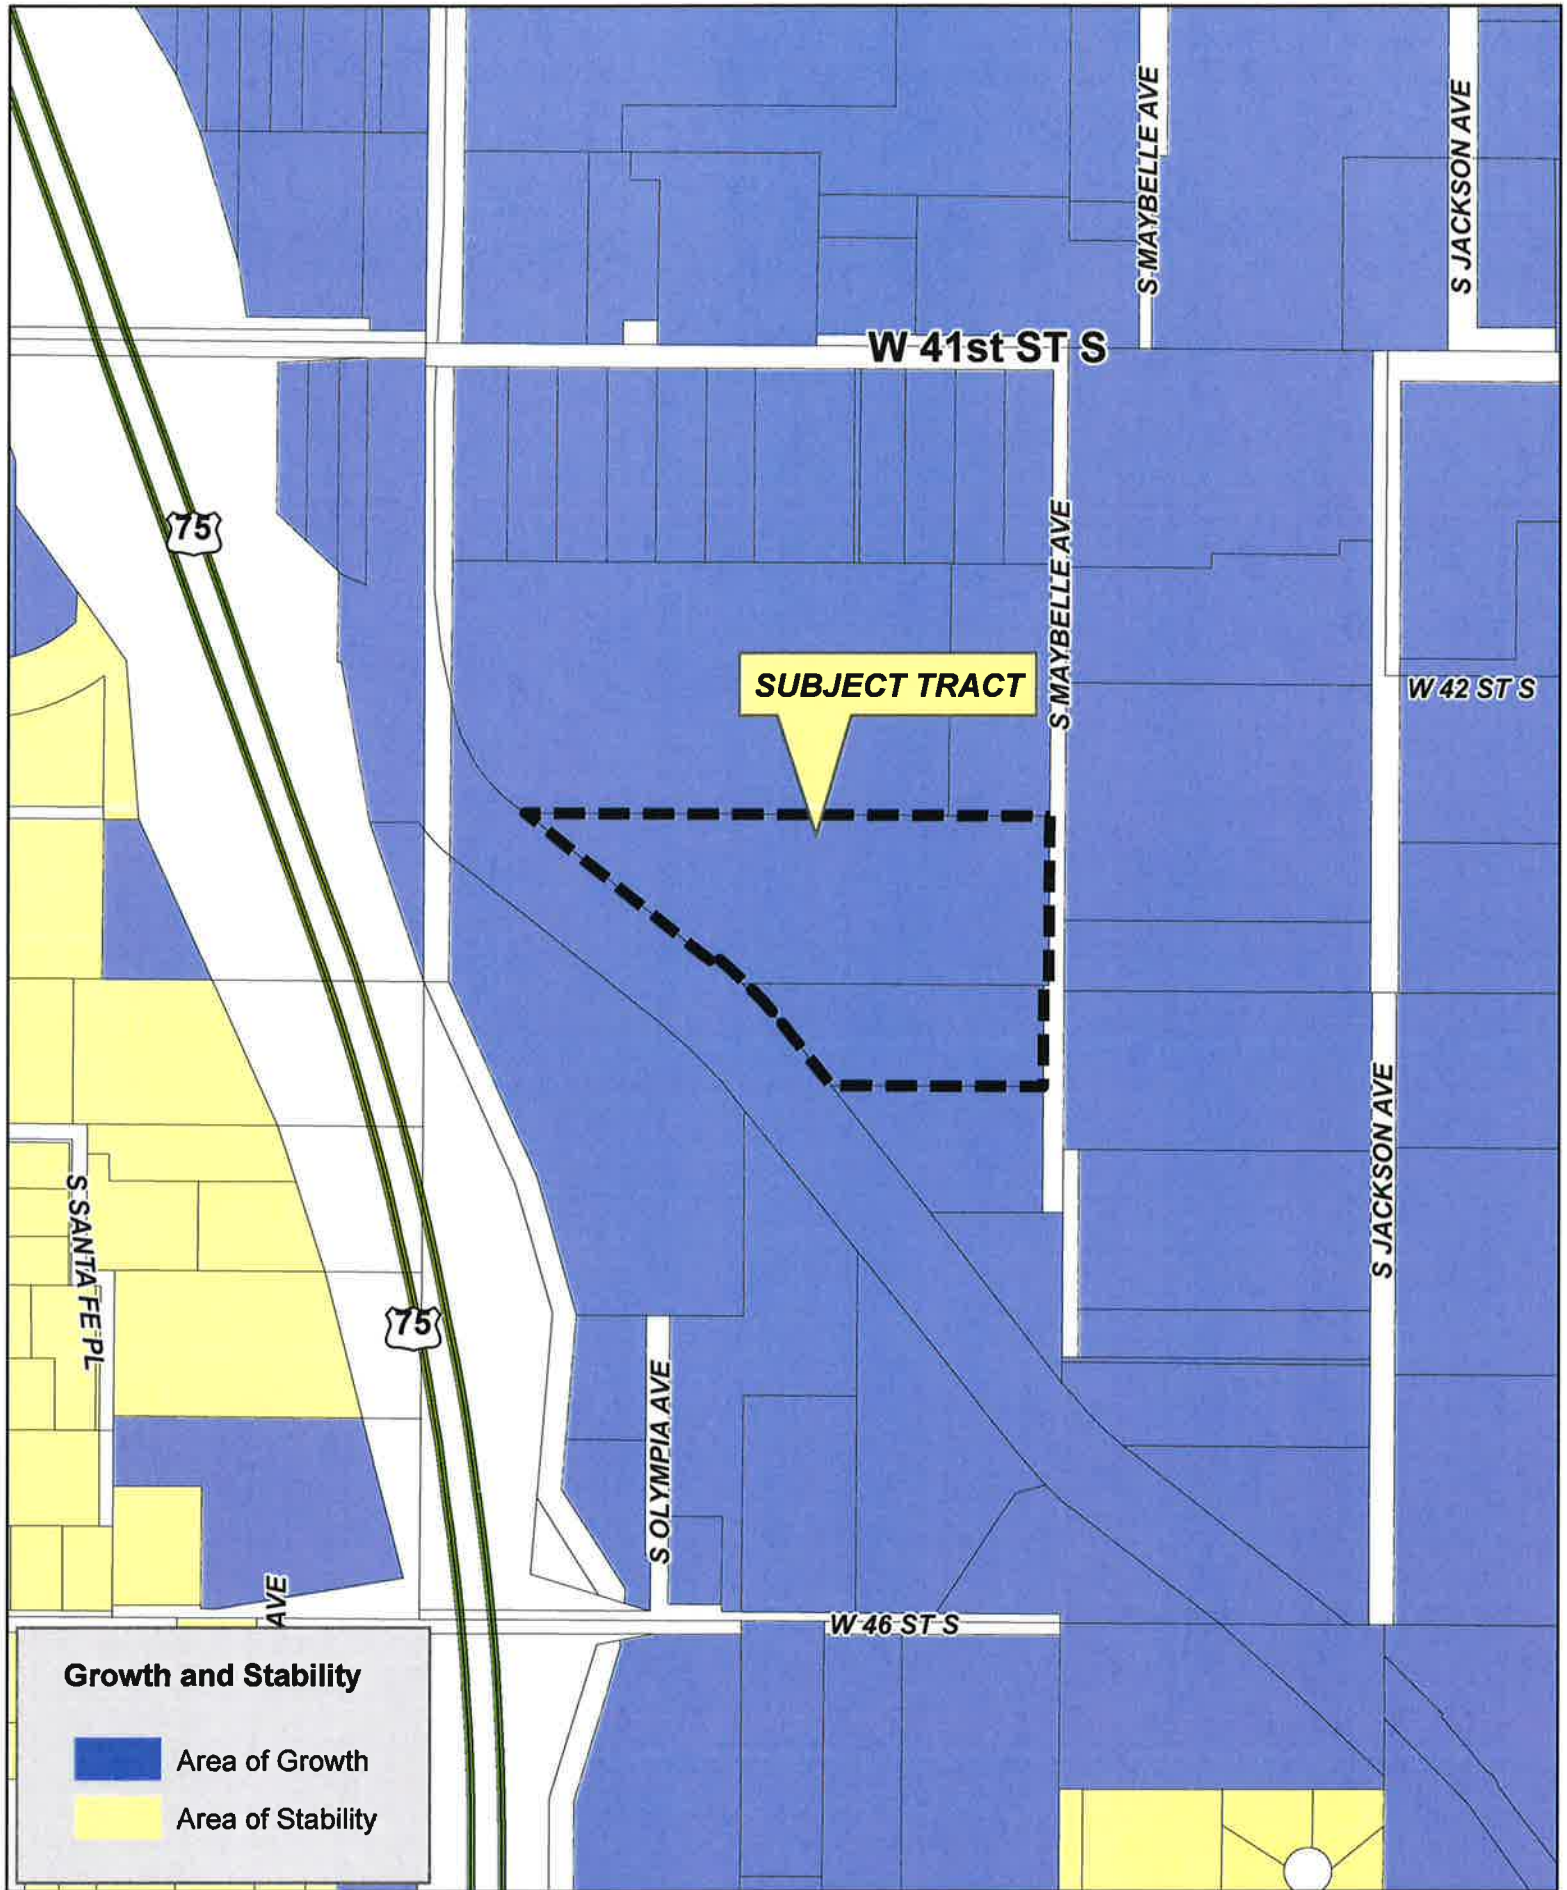 S MAYBELLE AVE
S JACKSON AVE
W 41st ST S
75
S MAYBELLE AVE
SUBJECT TRACT
W 42 ST S
S JACKSON AVE
S SANTA FE PL
75
S OLYMPIA AVE
AVE
W 46 ST S
Growth and Stability
Area of Growth
Area of Stability